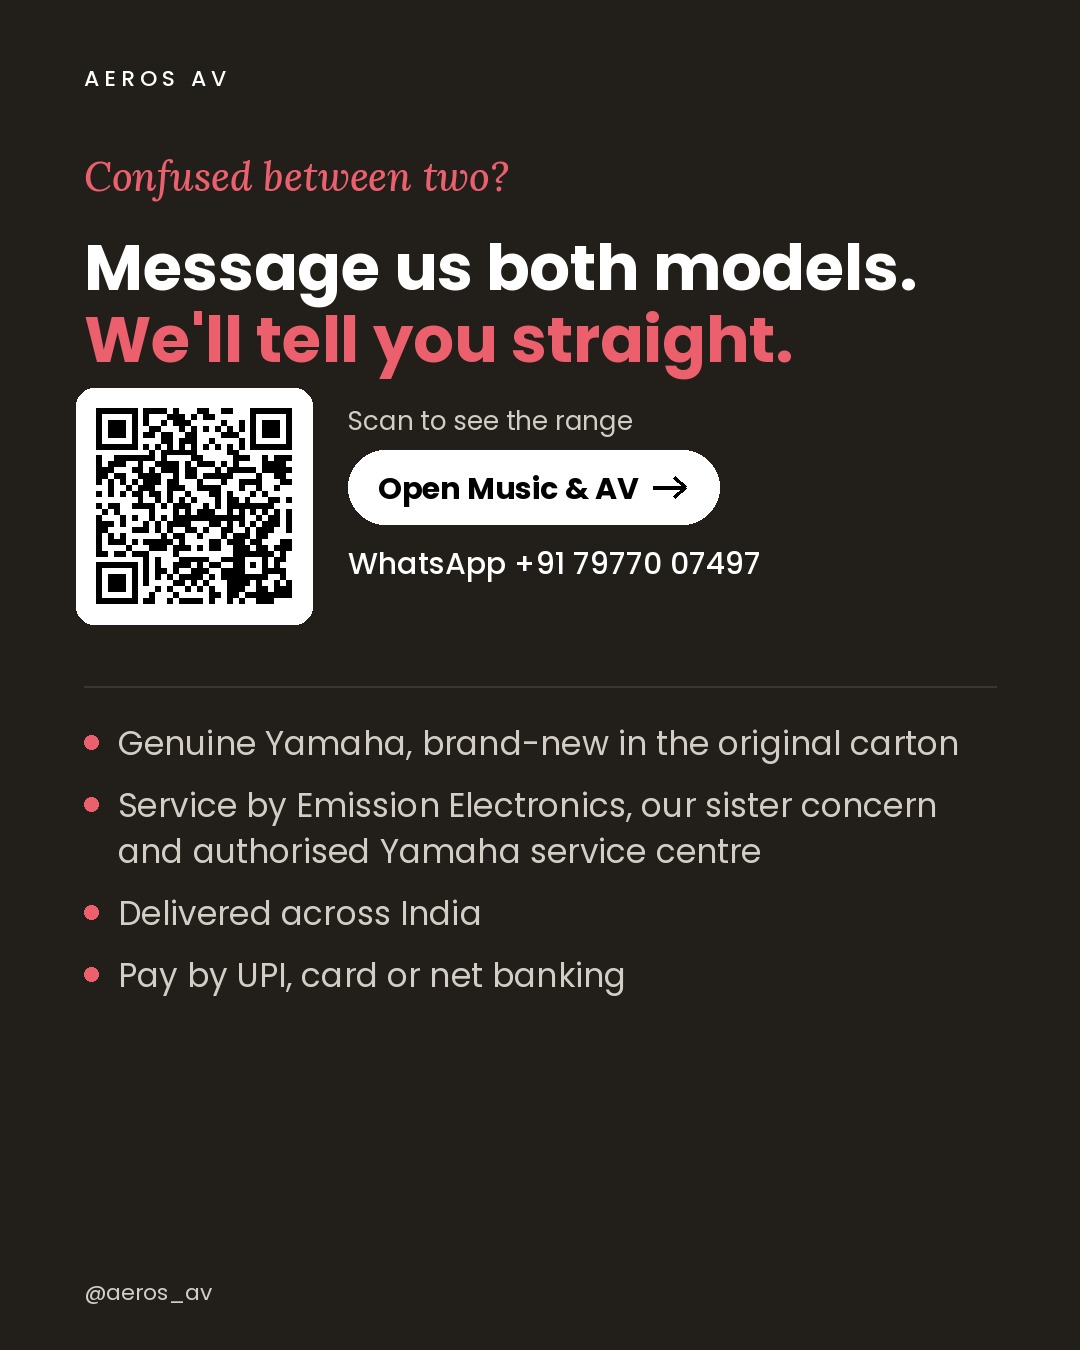 AEROS AV
Confused between two?
Message us both models.
We'll tell you straight.
Scan to see the range
Open Music & AV →
WhatsApp +91 79770 07497
Genuine Yamaha, brand-new in the original carton
Service by Emission Electronics, our sister concern
and authorised Yamaha service centre
Delivered across India
Pay by UPI, card or net banking
@aeros_av